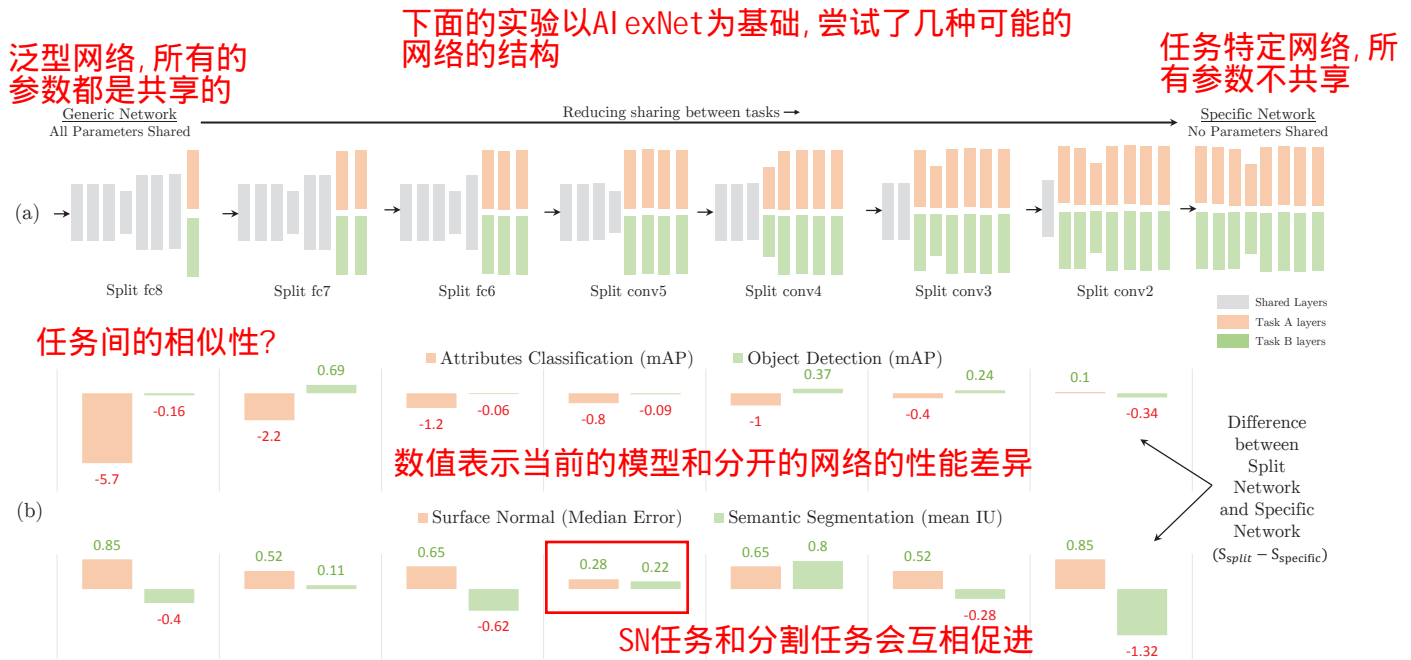 下面的实验以AlexNet为基础,尝试了几种可能的
网络的结构
泛型网络,所有的
参数都是共享的
任务特定网络,所
有参数不共享
Generic Network
All Parameters Shared
Reducing sharing between tasks →
Specific Network
No Parameters Shared
(a)
Split fc8
Split fc7
Split fc6
Split conv5
Split conv4
Split conv3
Split conv2
Shared Layers
Task A layers
Task B layers
任务间的相似性?
Attributes Classification (mAP)
Object Detection (mAP)
-5.7
-0.16
-2.2
0.69
-1.2
-0.06
-0.8
-0.09
-1
0.37
-0.4
0.24
0.1
-0.34
数值表示当前的模型和分开的网络的性能差异
Difference
between
Split
Network
and Specific
Network
(S_split − S_specific)
(b)
Surface Normal (Median Error)
Semantic Segmentation (mean IU)
0.85
-0.4
0.52
0.11
0.65
-0.62
0.28
0.22
0.65
0.8
0.52
-0.28
0.85
-1.32
SN任务和分割任务会互相促进